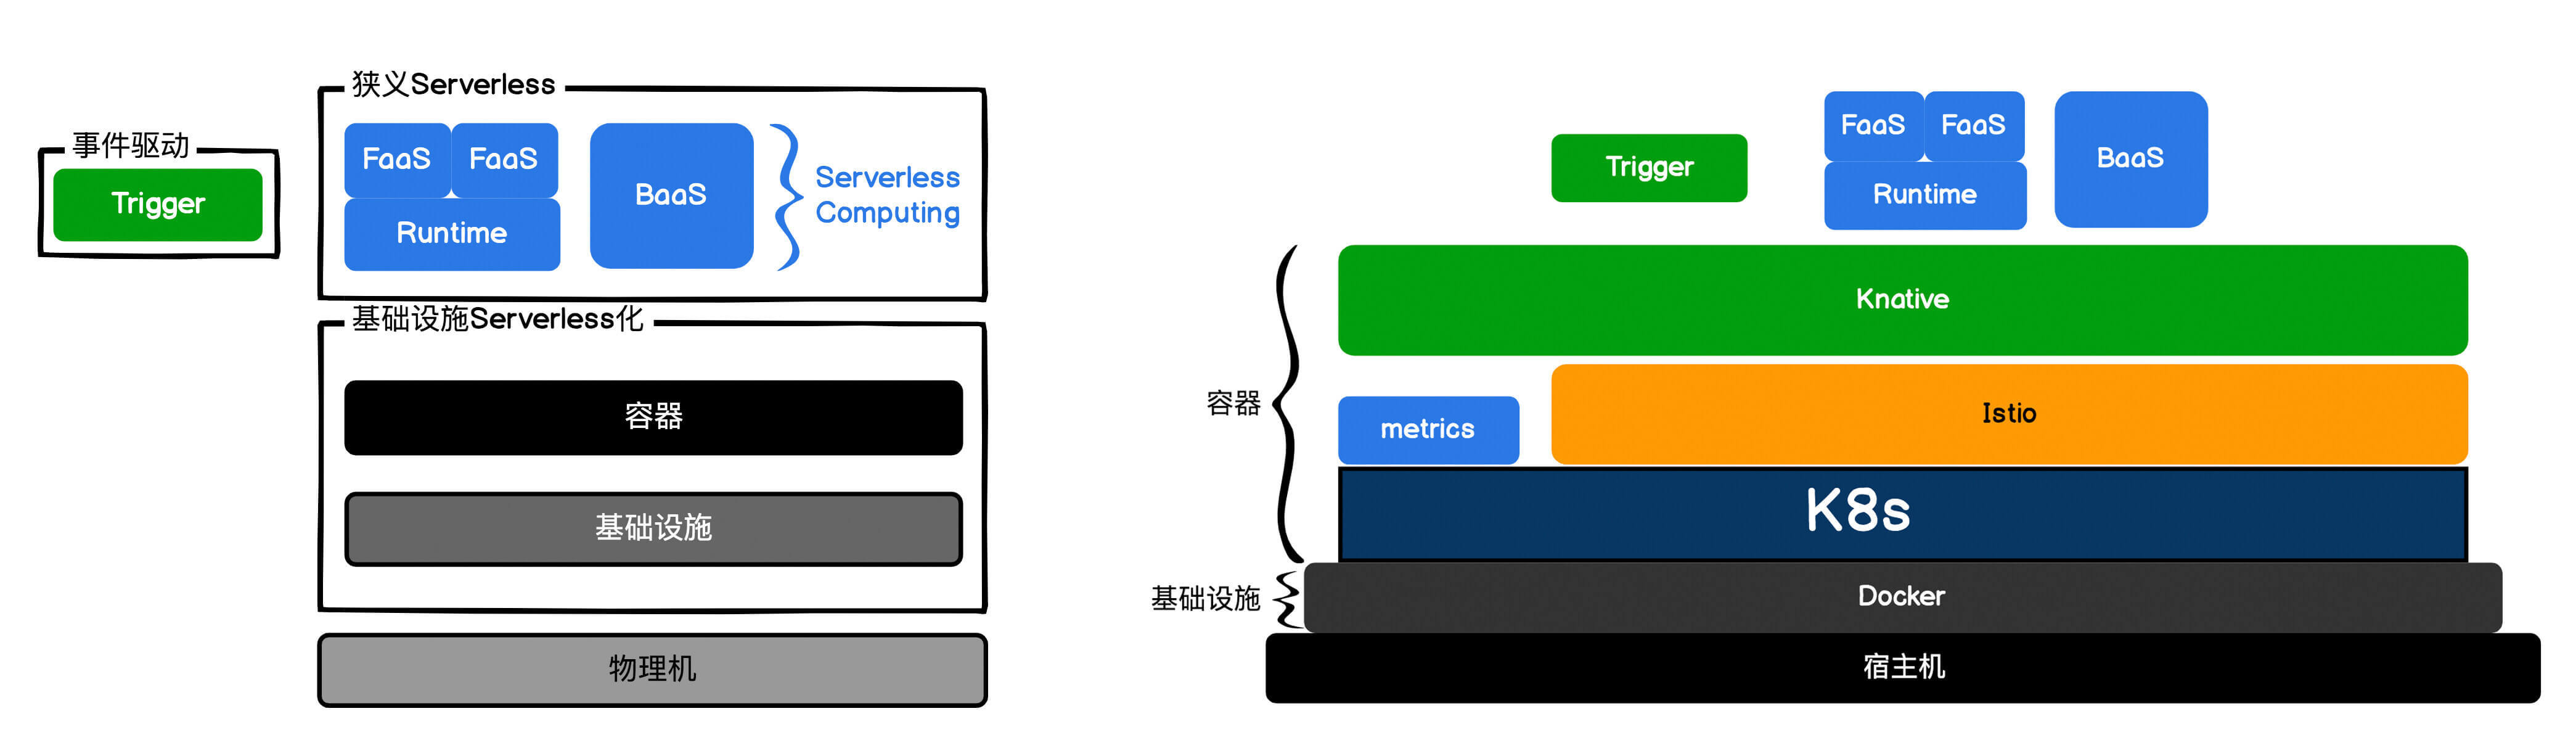 狭义Serverless
事件驱动
Trigger
FaaS
FaaS
Runtime
BaaS
Serverless
Computing
基础设施Serverless化
容器
基础设施
物理机
Trigger
FaaS
FaaS
Runtime
BaaS
Knative
容器
metrics
Istio
K8s
基础设施
Docker
宿主机